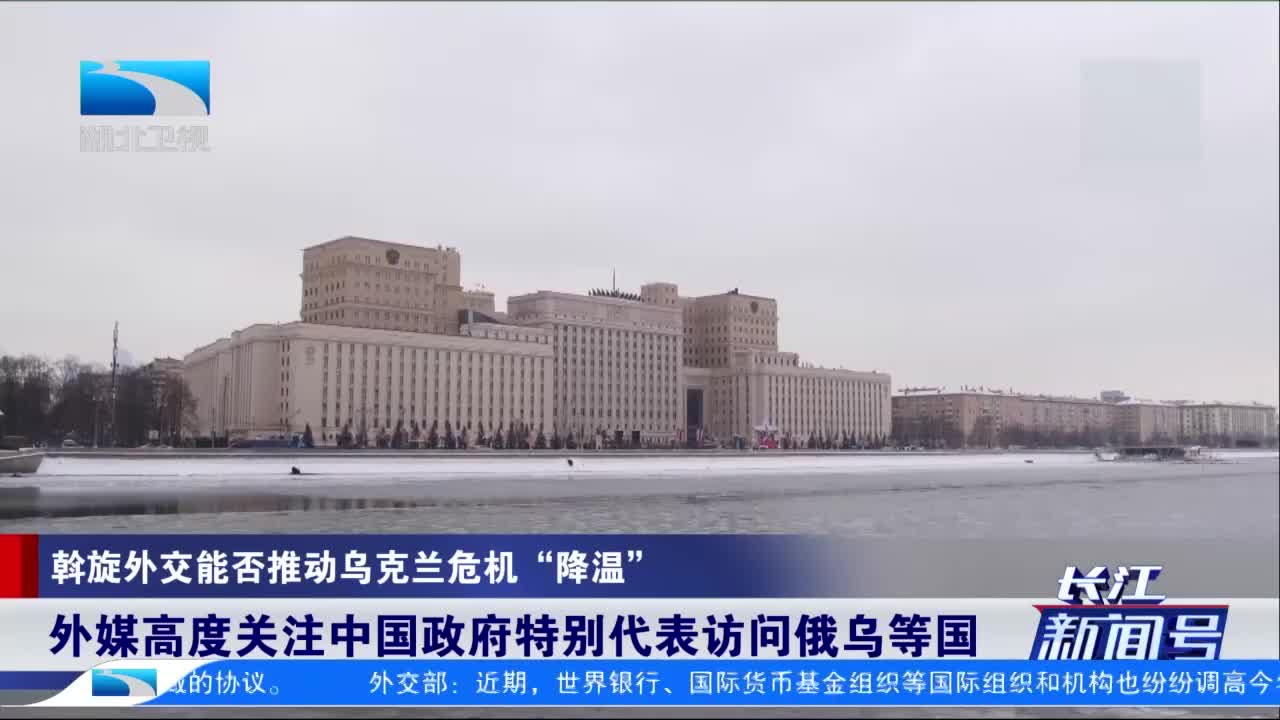 湖北卫视
斡旋外交能否推动乌克兰危机“降温”
外媒高度关注中国政府特别代表访问俄乌等国
长江
新闻号
的协议。 外交部：近期，世界银行、国际货币基金组织等国际组织和机构也纷纷调高今